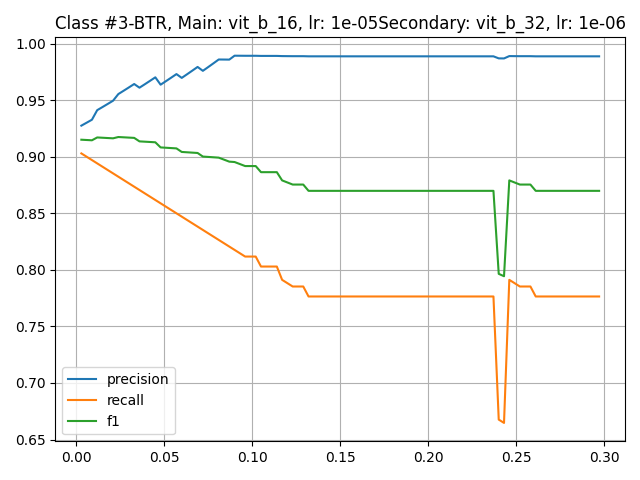 Class #3-BTR, Main: vit_b_16, lr: 1e-05Secondary: vit_b_32, lr: 1e-06
1.00
0.95
0.90
0.85
0.80
0.75
0.70
0.65
precision
recall
f1
0.00 0.05 0.10 0.15 0.20 0.25 0.30